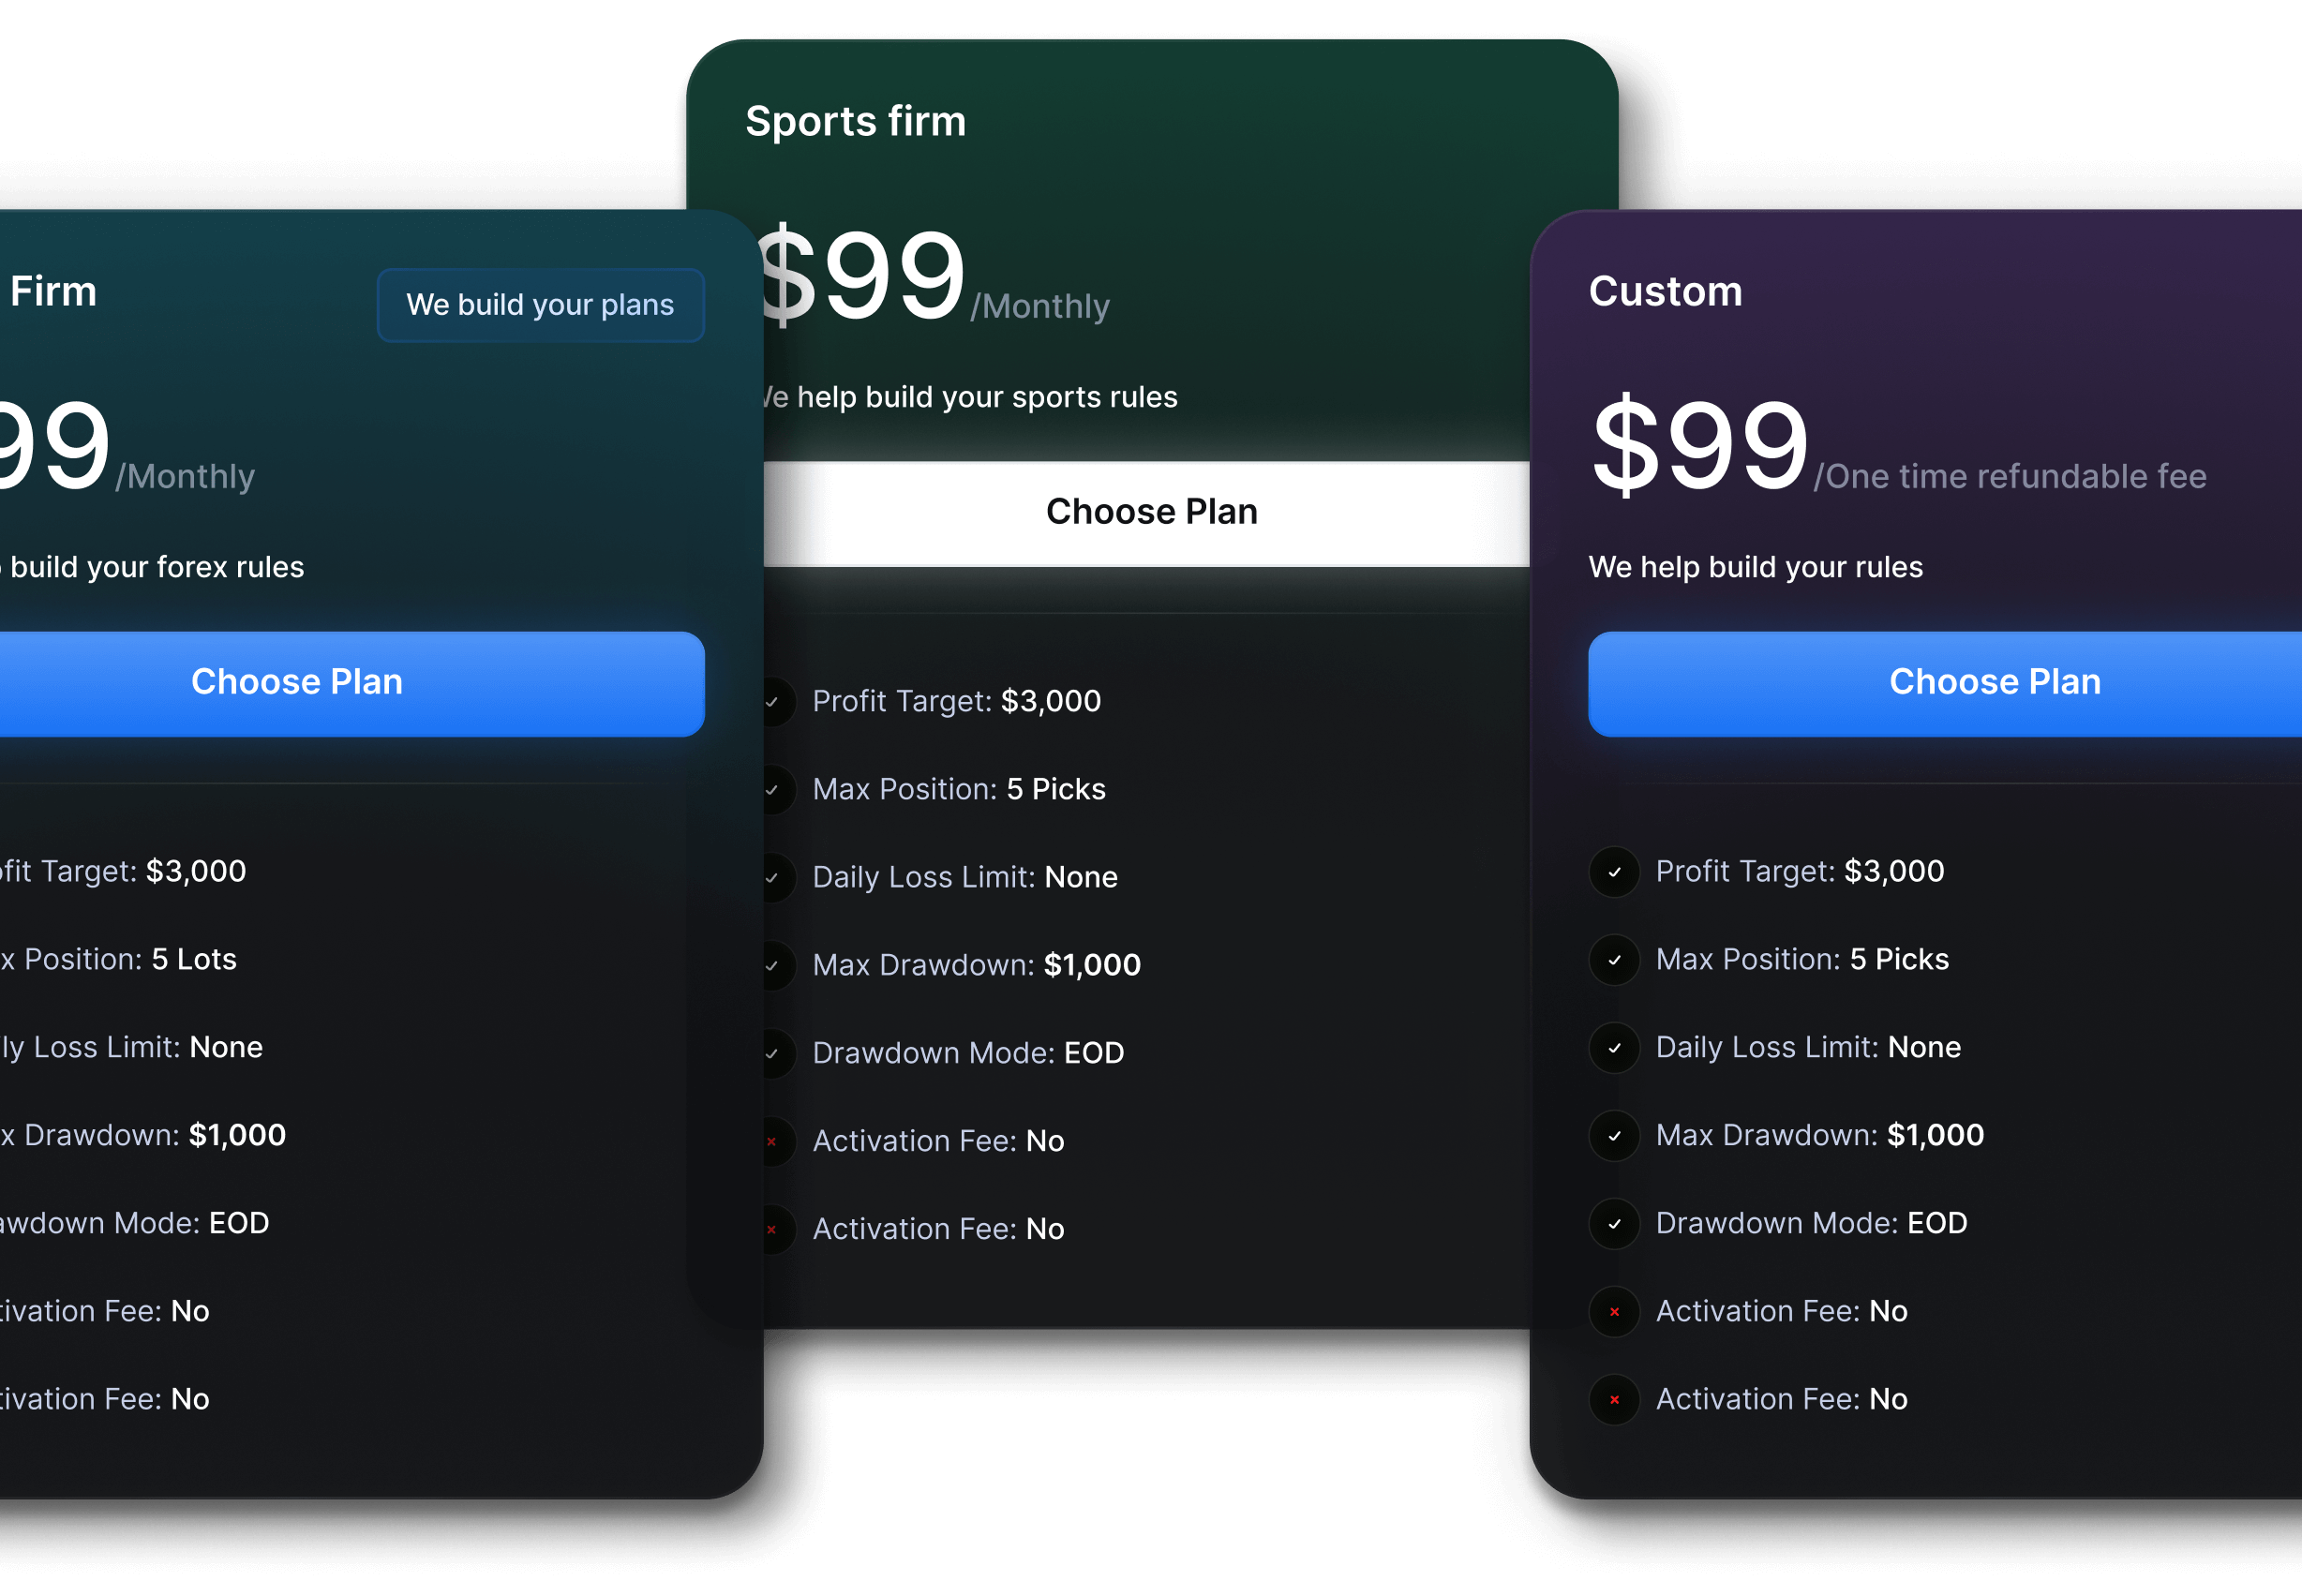 Sports firm
$99/Monthly
We help build your sports rules
Choose Plan
Profit Target: $3,000
Max Position: 5 Picks
Daily Loss Limit: None
Max Drawdown: $1,000
Drawdown Mode: EOD
Activation Fee: No
Activation Fee: No
Firm
We build your plans
99/Monthly
build your forex rules
Choose Plan
fit Target: $3,000
x Position: 5 Lots
ly Loss Limit: None
x Drawdown: $1,000
awdown Mode: EOD
tivation Fee: No
tivation Fee: No
Custom
$99/One time refundable fee
We help build your rules
Choose Plan
Profit Target: $3,000
Max Position: 5 Picks
Daily Loss Limit: None
Max Drawdown: $1,000
Drawdown Mode: EOD
Activation Fee: No
Activation Fee: No